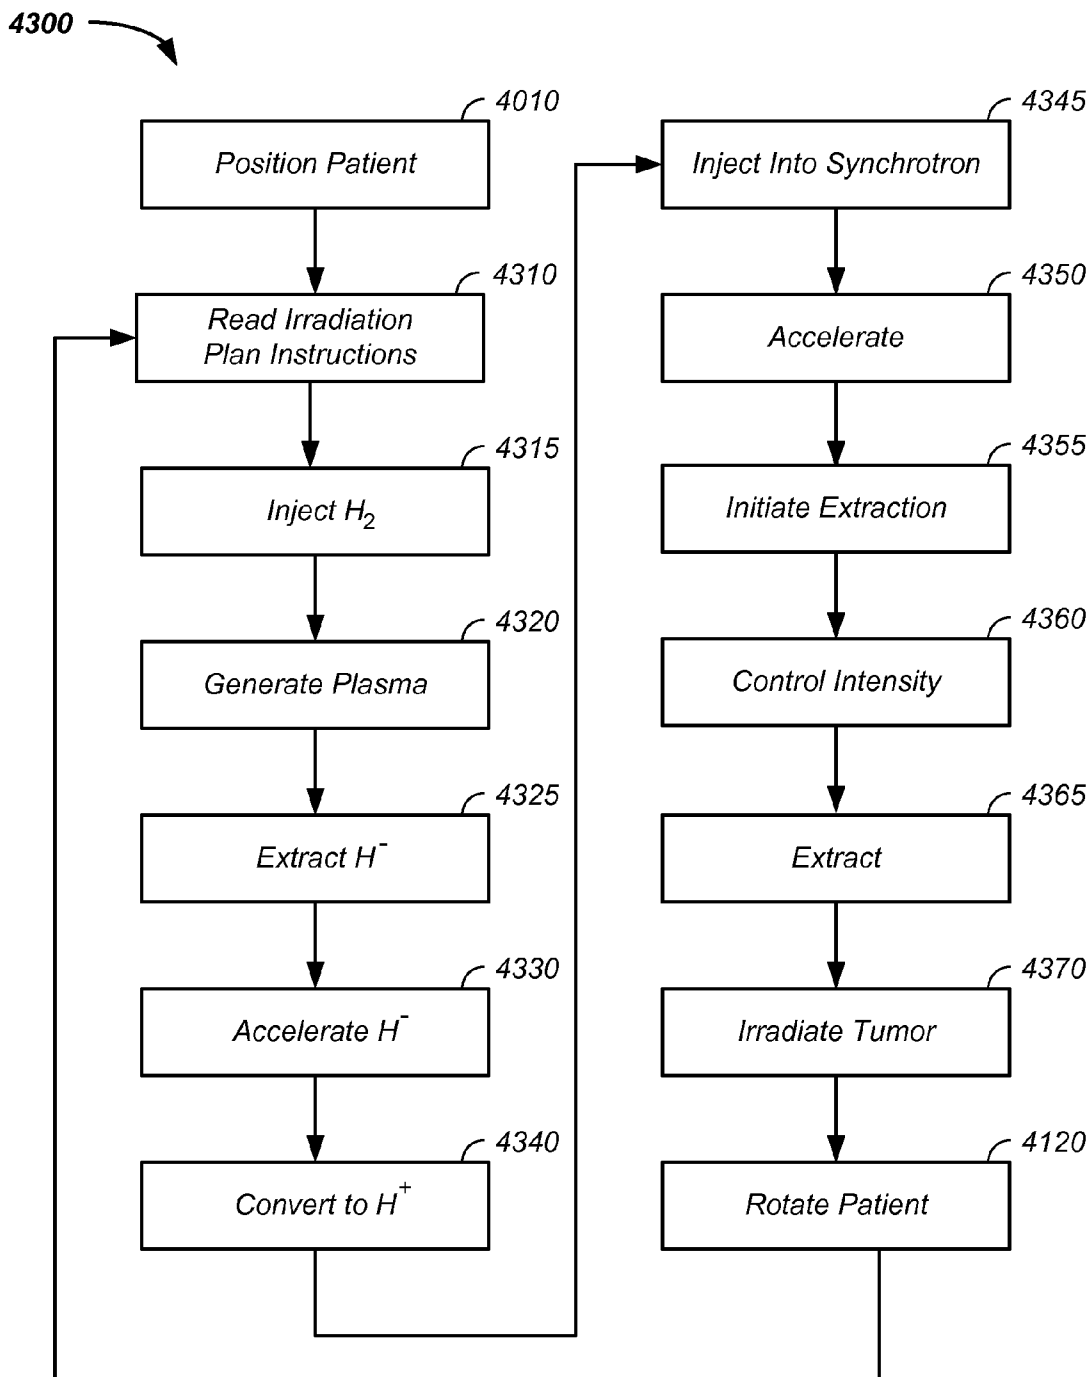 4300
4010
Position Patient
4310
Read Irradiation
Plan Instructions
4315
Inject H2
4320
Generate Plasma
4325
Extract H-
4330
Accelerate H-
4340
Convert to H+
4345
Inject Into Synchrotron
4350
Accelerate
4355
Initiate Extraction
4360
Control Intensity
4365
Extract
4370
Irradiate Tumor
4120
Rotate Patient